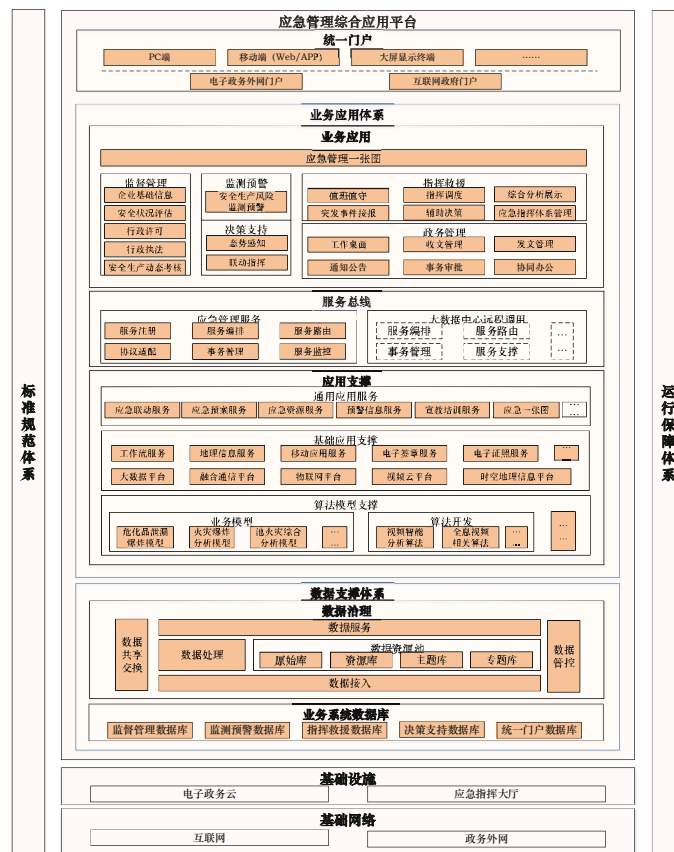 应急管理综合应用平台
统一门户
PC端 移动端（Web/APP） 大屏显示终端 ……
电子政务外网门户 互联网政府门户
业务应用体系
业务应用
应急管理一张图
监督管理
企业基础信息
安全状况评估
行政许可
行政执法
安全生产动态考核
监测预警
安全生产风险
监测预警
决策支持
态势感知
联动指挥
指挥救援
值班值守 指挥调度 综合分析展示
突发事件接报 辅助决策 应急指挥体系管理
政务管理
工作桌面 收文管理 发文管理
通知公告 事务审批 协同办公
服务总线
应急管理服务
服务注册 服务编排 服务路由
协议适配 事务管理 服务监控
大数据中心远程调用
服务编排 服务路由
事务管理 服务支撑
…
…
应用支撑
通用应用服务
应急联动服务 应急预案服务 应急资源服务 预警信息服务 宣教培训服务 应急一张图 …
…
基础应用支撑
工作流服务 地理信息服务 移动应用服务 电子签章服务 电子证照服务 …
…
大数据平台 融合通信平台 物联网平台 视频云平台 时空地理信息平台
算法模型支撑
业务模型
危化品泄漏
爆炸模型
火灾爆炸
分析模型
池火灾综合
分析模型
…
…
算法开发
视频智能
分析算法
全息视频
相关算法
…
…
…
…
数据支撑体系
数据治理
数据
共享
交换
数据服务
数据处理
数据资源池
原始库 资源库 主题库 专题库
数据接入
数据
管控
业务系统数据库
监督管理数据库 监测预警数据库 指挥救援数据库 决策支持数据库 统一门户数据库
基础设施
电子政务云 应急指挥大厅
基础网络
互联网 政务外网
标准规范体系
运行保障体系